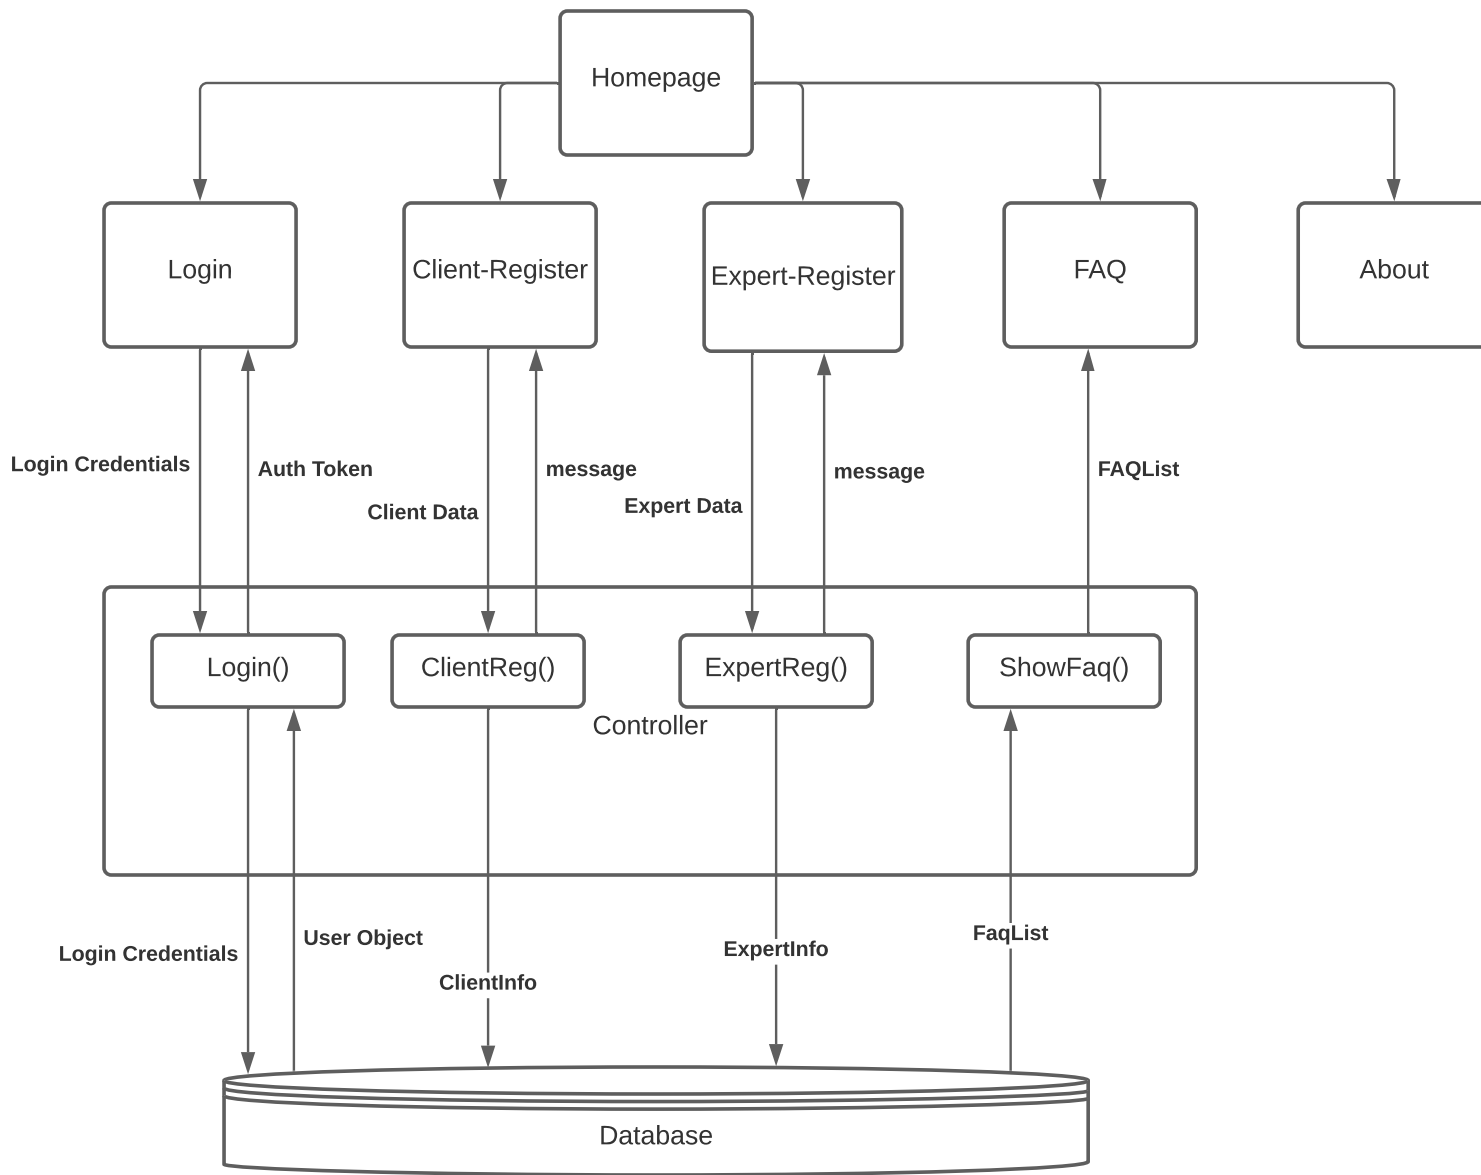 Homepage
Login
Client-Register
Expert-Register
FAQ
About
Login Credentials
Auth Token
Client Data
message
Expert Data
message
FAQList
Login()
ClientReg()
ExpertReg()
ShowFaq()
Controller
Login Credentials
User Object
ClientInfo
ExpertInfo
FaqList
Database